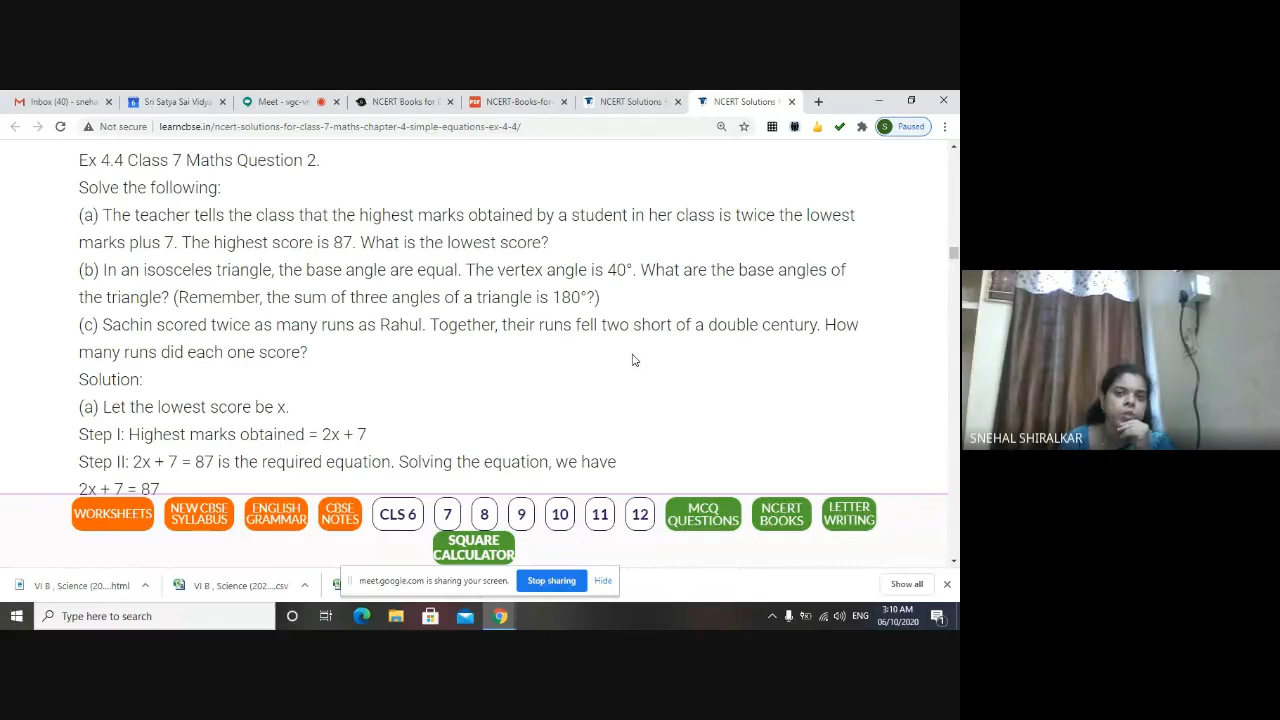 Inbox (40) - sneha
Sri Satya Sai Vidya
Meet - vgc-v
NCERT Books for
NCERT-Books-for-
NCERT Solutions
NCERT Solutions
Not secure
learncbse.in/ncert-solutions-for-class-7-maths-chapter-4-simple-equations-ex-4-4/
S
Paused
Ex 4.4 Class 7 Maths Question 2.
Solve the following:
(a) The teacher tells the class that the highest marks obtained by a student in her class is twice the lowest
marks plus 7. The highest score is 87. What is the lowest score?
(b) In an isosceles triangle, the base angle are equal. The vertex angle is 40°. What are the base angles of
the triangle? (Remember, the sum of three angles of a triangle is 180°?)
(c) Sachin scored twice as many runs as Rahul. Together, their runs fell two short of a double century. How
many runs did each one score?
Solution:
(a) Let the lowest score be x.
Step I: Highest marks obtained = 2x + 7
Step II: 2x + 7 = 87 is the required equation. Solving the equation, we have
2x + 7 = 87
WORKSHEETS
NEW CBSE
SYLLABUS
ENGLISH
GRAMMAR
CBSE
NOTES
CLS 6
7
8
9
10
11
12
MCQ
QUESTIONS
NCERT
BOOKS
LETTER
WRITING
SQUARE
CALCULATOR
SNEHAL SHIRALKAR
VI B , Science (20....html
VI B , Science (202....csv
meet.google.com is sharing your screen.
Stop sharing
Hide
Show all
Type here to search
ENG
3:10 AM
06/10/2020